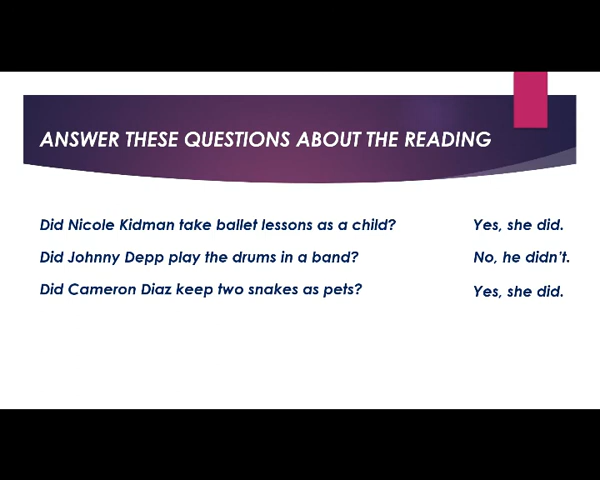 ANSWER THESE QUESTIONS ABOUT THE READING
Did Nicole Kidman take ballet lessons as a child? Yes, she did.
Did Johnny Depp play the drums in a band? No, he didn't.
Did Cameron Diaz keep two snakes as pets? Yes, she did.